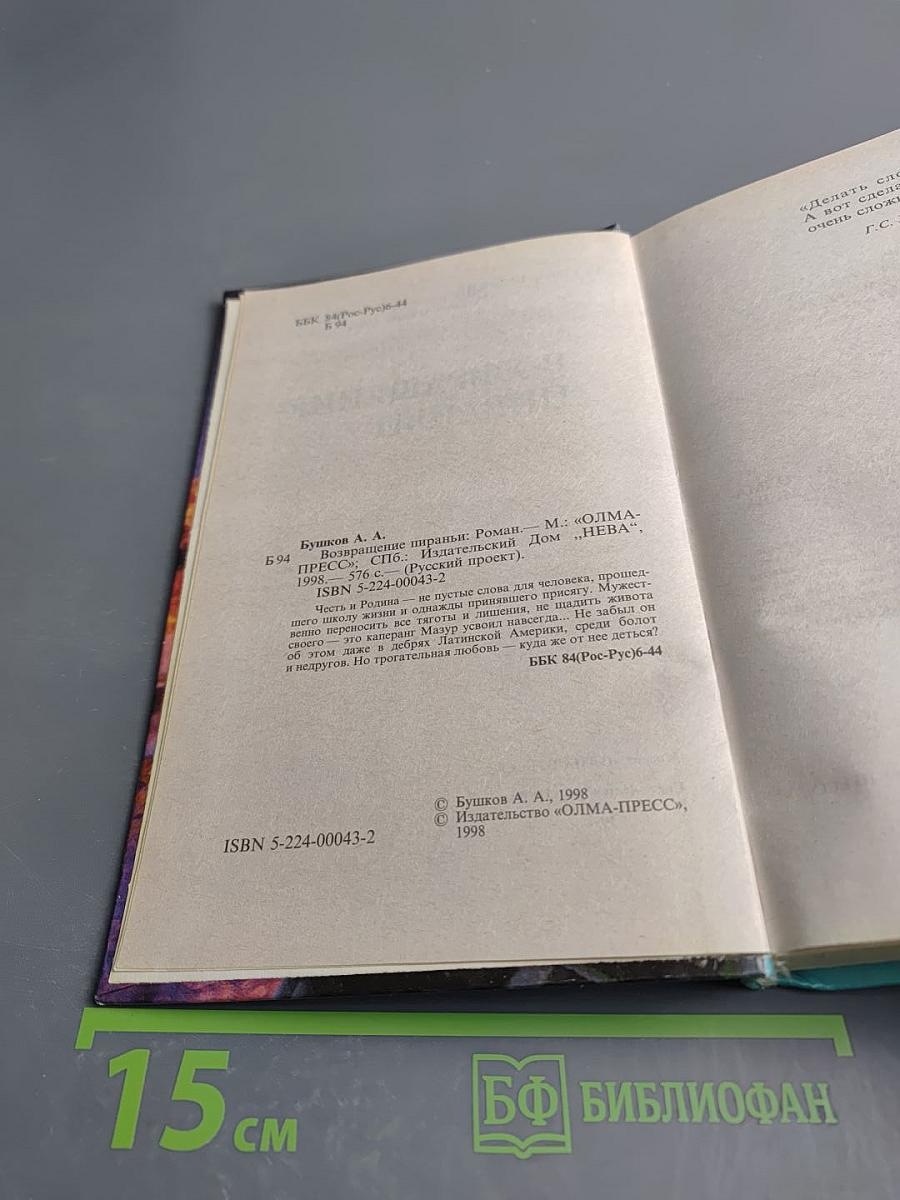 ББК 84(Рос-Рус)6-44
Б 94
Бушков А. А.
Б 94 Возвращение пираньи: Роман.— М.: «ОЛМА-
ПРЕСС»; СПб.: Издательский Дом „НЕВА“,
1998.— 576 с.— (Русский проект).
ISBN 5-224-00043-2
Честь и Родина — не пустые слова для человека, прошед-
шего школу жизни и однажды принявшего присягу. Мужест-
венно переносить все тяготы и лишения, не щадить живота
своего — это каперанг Мазур усвоил навсегда... Не забыл он
об этом даже в дебрях Латинской Америки, среди болот
и недругов. Но трогательная любовь — куда же от нее деться?
ББК 84(Рос-Рус)6-44
© Бушков А. А., 1998
© Издательство «ОЛМА-ПРЕСС»,
1998
ISBN 5-224-00043-2
«Делать
А вот
очень
Г.С.
15 см
БФ БИБЛИОФАН